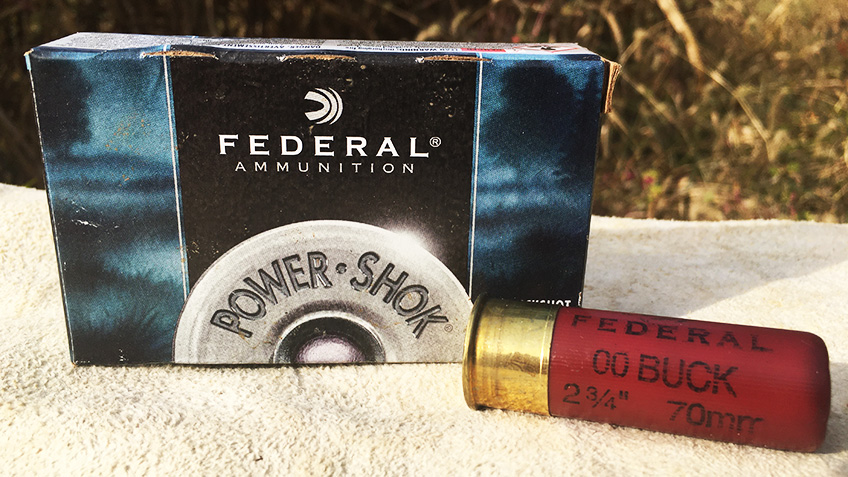 FEDERAL®
AMMUNITION
POWER·SHOK®
FEDERAL
00 BUCK
2 3/4" 70mm